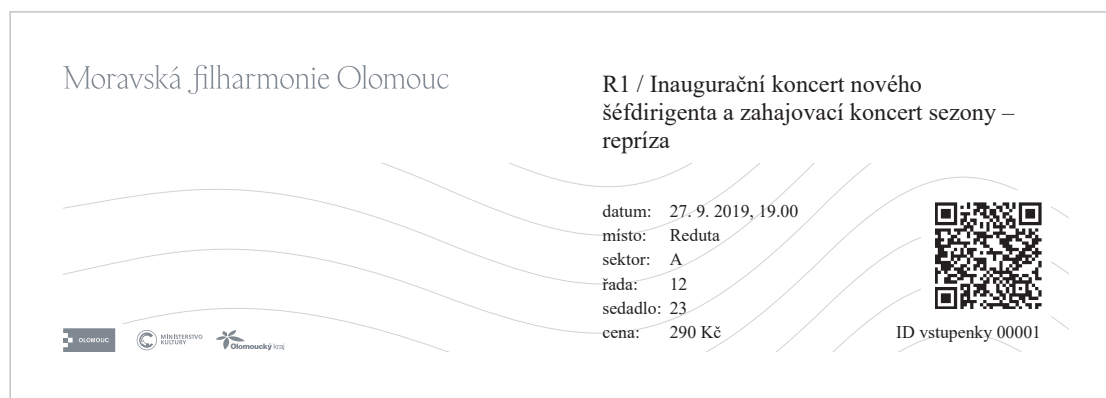 Moravská filharmonie Olomouc
R1 / Inaugurační koncert nového
šéfdirigenta a zahajovací koncert sezony –
repríza
datum: 27. 9. 2019, 19.00
místo: Reduta
sektor: A
řada: 12
sedadlo: 23
cena: 290 Kč
ID vstupenky 00001
OLOMOUC
MINISTERSTVO
KULTURY
Olomoucký kraj